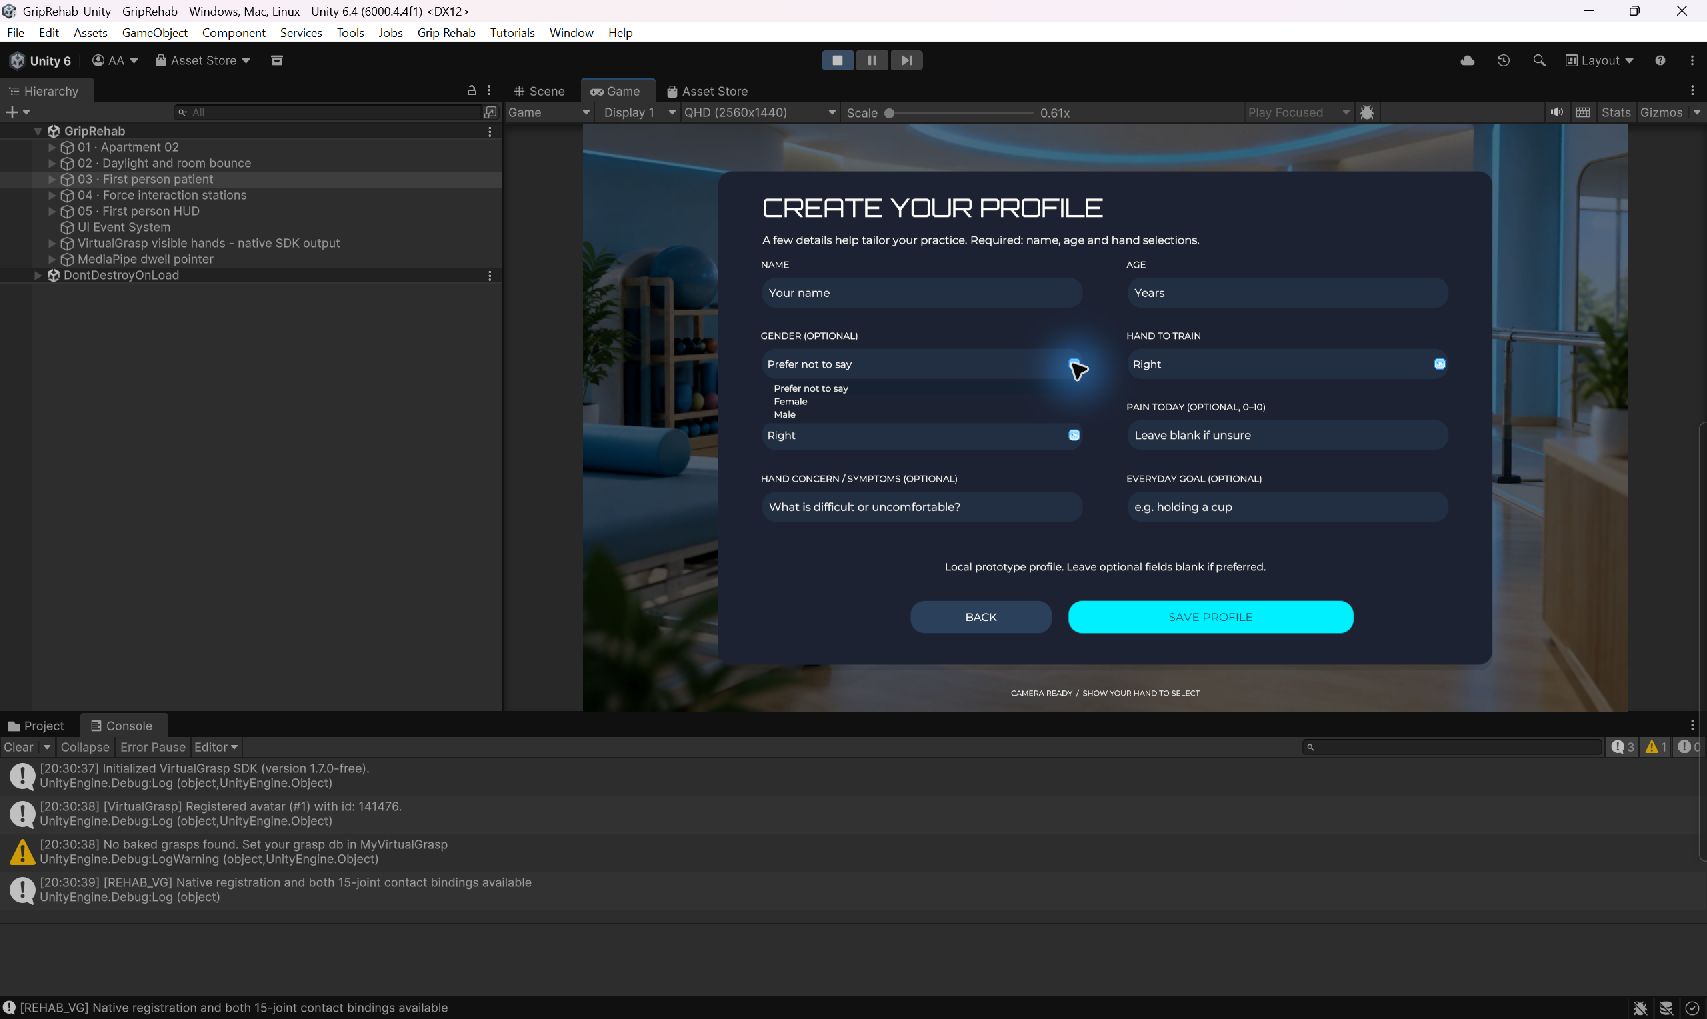 GripRehab-Unity - GripRehab - Windows, Mac, Linux - Unity 6.4 (6000.4.4f1) <DX12>
File Edit Assets GameObject Component Services Tools Jobs Grip Rehab Tutorials Window Help
Unity 6 AA Asset Store Layout
Hierarchy
All
GripRehab
01 · Apartment 02
02 · Daylight and room bounce
03 · First person patient
04 · Force interaction stations
05 · First person HUD
UI Event System
VirtualGrasp visible hands - native SDK output
MediaPipe dwell pointer
DontDestroyOnLoad
Scene Game Asset Store
Game Display 1 QHD (2560x1440) Scale 0.61x Play Focused Stats Gizmos
CREATE YOUR PROFILE
A few details help tailor your practice. Required: name, age and hand selections.
NAME AGE
Your name Years
GENDER (OPTIONAL) HAND TO TRAIN
Prefer not to say Right
Prefer not to say
Female
Male
PAIN TODAY (OPTIONAL, 0–10)
Right Leave blank if unsure
HAND CONCERN / SYMPTOMS (OPTIONAL) EVERYDAY GOAL (OPTIONAL)
What is difficult or uncomfortable? e.g. holding a cup
Local prototype profile. Leave optional fields blank if preferred.
BACK SAVE PROFILE
CAMERA READY / SHOW YOUR HAND TO SELECT
Project Console
Clear Collapse Error Pause Editor 3 1 0
[20:30:37] Initialized VirtualGrasp SDK (version 1.7.0-free).
UnityEngine.Debug:Log (object,UnityEngine.Object)
[20:30:38] [VirtualGrasp] Registered avatar (#1) with id: 141476.
UnityEngine.Debug:Log (object,UnityEngine.Object)
[20:30:38] No baked grasps found. Set your grasp db in MyVirtualGrasp
UnityEngine.Debug:LogWarning (object,UnityEngine.Object)
[20:30:39] [REHAB_VG] Native registration and both 15-joint contact bindings available
UnityEngine.Debug:Log (object)
[REHAB_VG] Native registration and both 15-joint contact bindings available